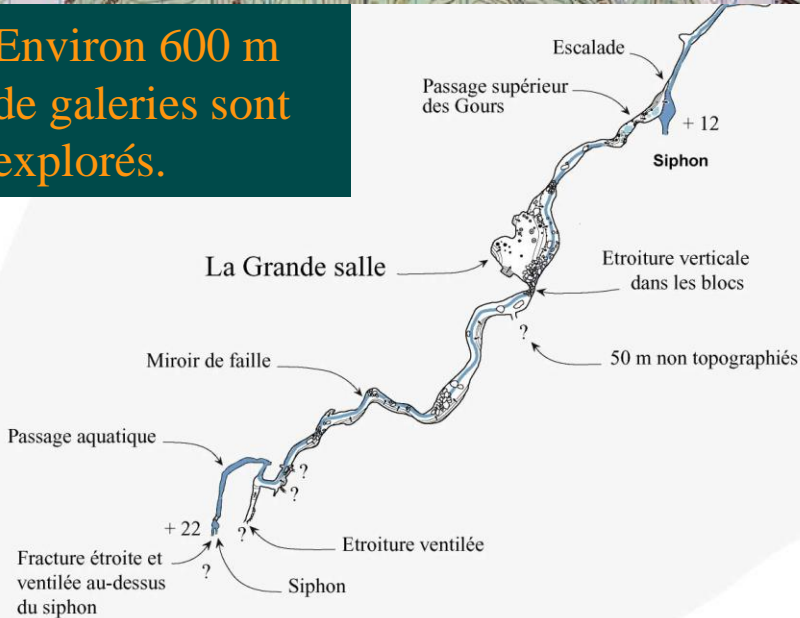 Environ 600 m
de galeries sont
explorés.
Escalade
Passage supérieur
des Gours
+ 12
Siphon
La Grande salle
Etroiture verticale
dans les blocs
?
50 m non topographiés
Miroir de faille
Passage aquatique
?
?
+ 22
?
Etroiture ventilée
Fracture étroite et
ventilée au-dessus
du siphon
?
Siphon